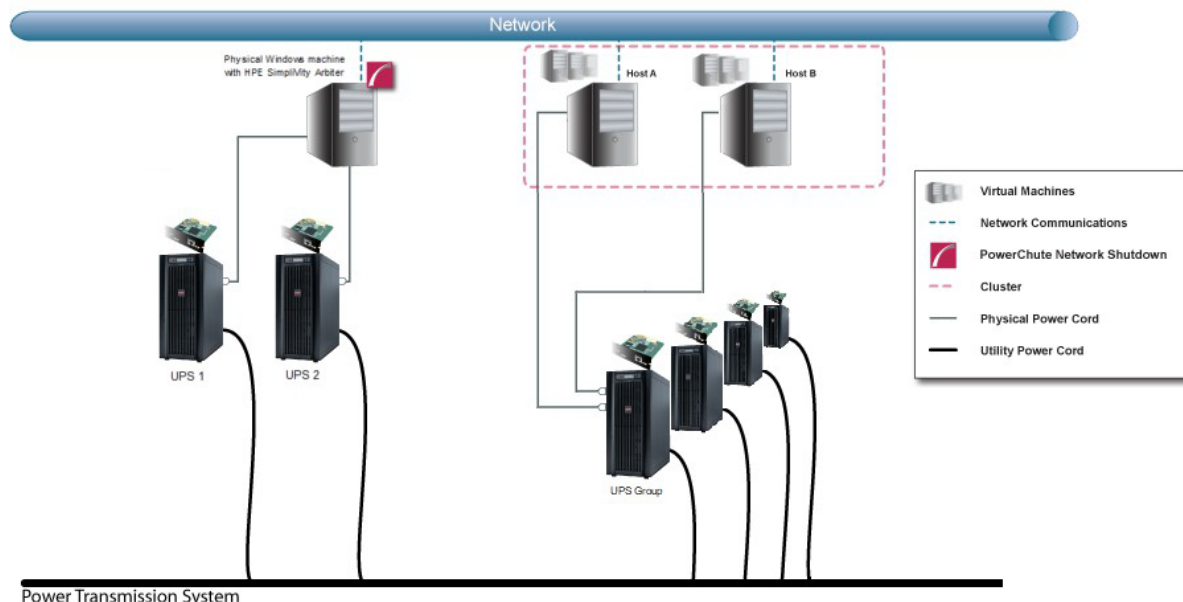 Network
Physical Windows machine
with HPE SimpliVity Arbiter
Host A
Host B
Virtual Machines
Network Communications
PowerChute Network Shutdown
Cluster
Physical Power Cord
Utility Power Cord
UPS 1
UPS 2
UPS Group
Power Transmission System